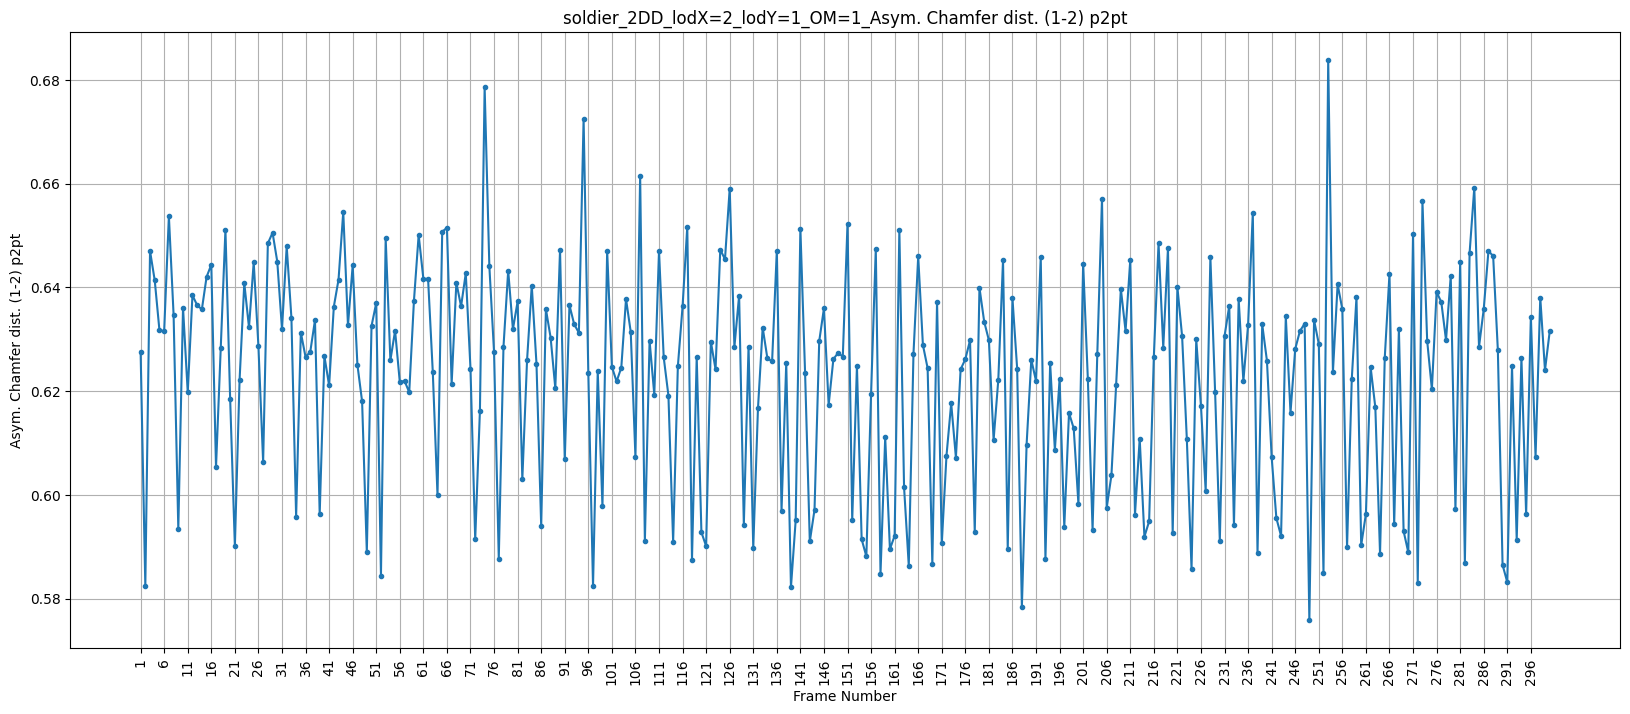 soldier_2DD_lodX=2_lodY=1_OM=1_Asym. Chamfer dist. (1-2) p2pt
Asym. Chamfer dist. (1-2) p2pt
0.68
0.66
0.64
0.62
0.60
0.58
1 6 11 16 21 26 31 36 41 46 51 56 61 66 71 76 81 86 91 96 101 106 111 116 121 126 131 136 141 146 151 156 161 166 171 176 181 186 191 196 201 206 211 216 221 226 231 236 241 246 251 256 261 266 271 276 281 286 291 296
Frame Number